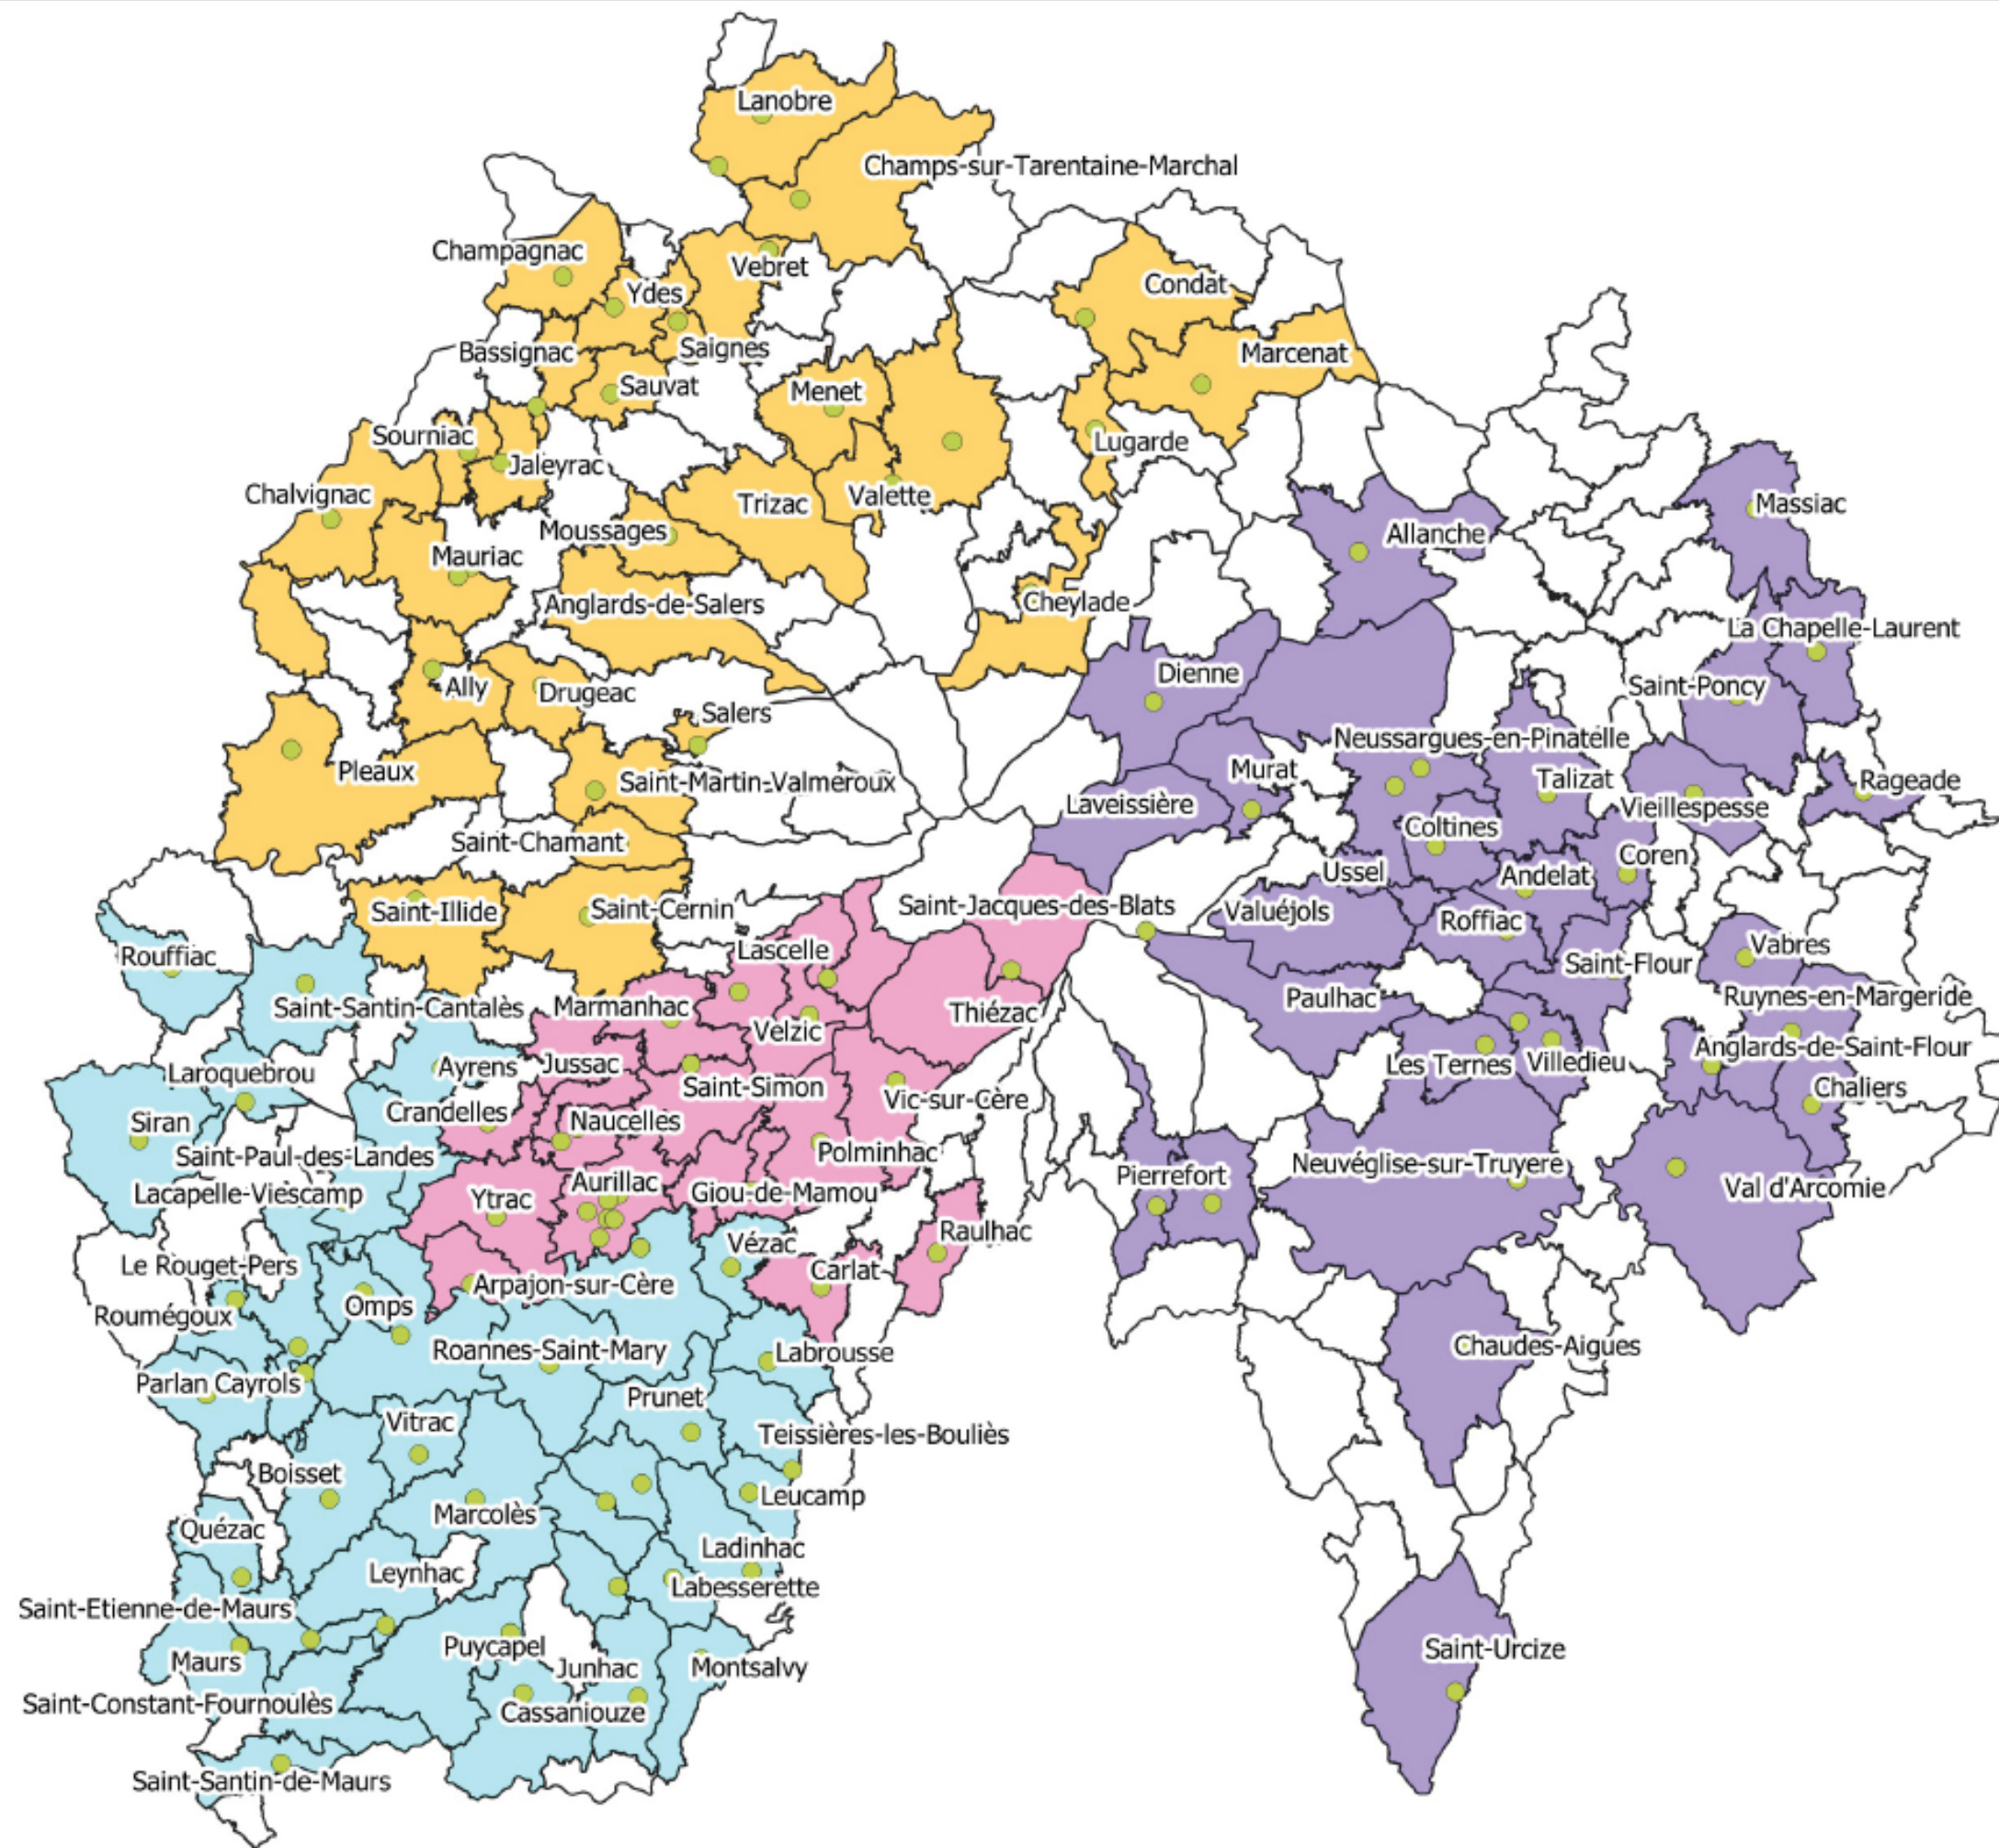 Lanobre
Champs-sur-Tarentaine-Marchal
Champagnac
Vebret
Condat
Ydes
Saignes
Bassignac
Marcenat
Sauvat
Menet
Sourniac
Lugarde
Jaleyrac
Chalvignac
Valette
Trizac
Massiac
Moussages
Allanche
Mauriac
Cheylade
Anglards-de-Salers
La Chapelle-Laurent
Dienne
Ally
Drugeac
Saint-Poncy
Salers
Neussargues-en-Pinatelle
Pleaux
Murat
Talizat
Rageade
Saint-Martin-Valmeroux
Laveissière
Vieillespesse
Coltines
Saint-Chamant
Coren
Ussel
Andelat
Saint-Illide
Saint-Cernin
Saint-Jacques-des-Blats
Valuéjols
Roffiac
Lascelle
Vabres
Rouffiac
Saint-Flour
Saint-Santin-Cantalès
Marmanhac
Paulhac
Ruynes-en-Margeride
Thiézac
Velzic
Anglards-de-Saint-Flour
Ayrens
Jussac
Les Ternes
Villedieu
Laroquebrou
Saint-Simon
Chaliers
Vic-sur-Cère
Crandelles
Naucelles
Siran
Polminhac
Saint-Paul-des-Landes
Neuvéglise-sur-Truyere
Pierrefort
Aurillac
Lacapelle-Viescamp
Giou-de-Mamou
Ytrac
Val d'Arcomie
Raulhac
Vézac
Le Rouget-Pers
Carlat
Arpajon-sur-Cère
Omps
Roumégoux
Chaudes-Aigues
Roannes-Saint-Mary
Labrousse
Parlan Cayrols
Prunet
Vitrac
Teissières-les-Bouliès
Boisset
Leucamp
Marcolès
Quézac
Ladinhac
Leynhac
Labesserette
Saint-Etienne-de-Maurs
Puycapel
Saint-Urcize
Maurs
Junhac
Montsalvy
Saint-Constant-Fournoulès
Cassaniouze
Saint-Santin-de-Maurs